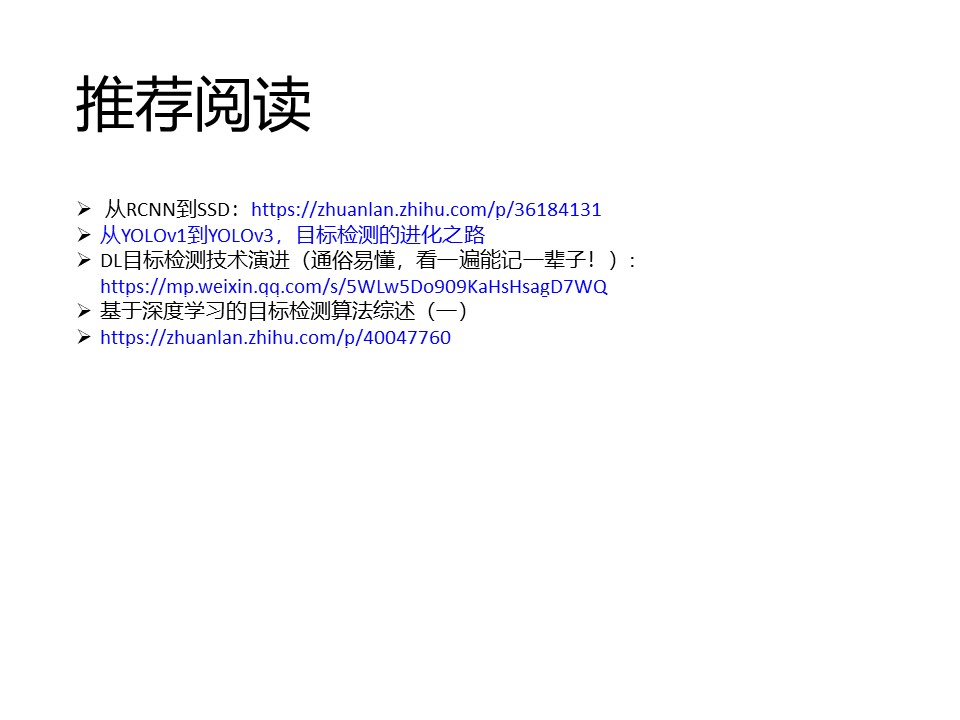 推荐阅读
➢ 从RCNN到SSD：https://zhuanlan.zhihu.com/p/36184131
➢ 从YOLOv1到YOLOv3，目标检测的进化之路
➢ DL目标检测技术演进（通俗易懂，看一遍能记一辈子！）：
https://mp.weixin.qq.com/s/5WLw5Do909KaHsHsagD7WQ
➢ 基于深度学习的目标检测算法综述（一）
➢ https://zhuanlan.zhihu.com/p/40047760